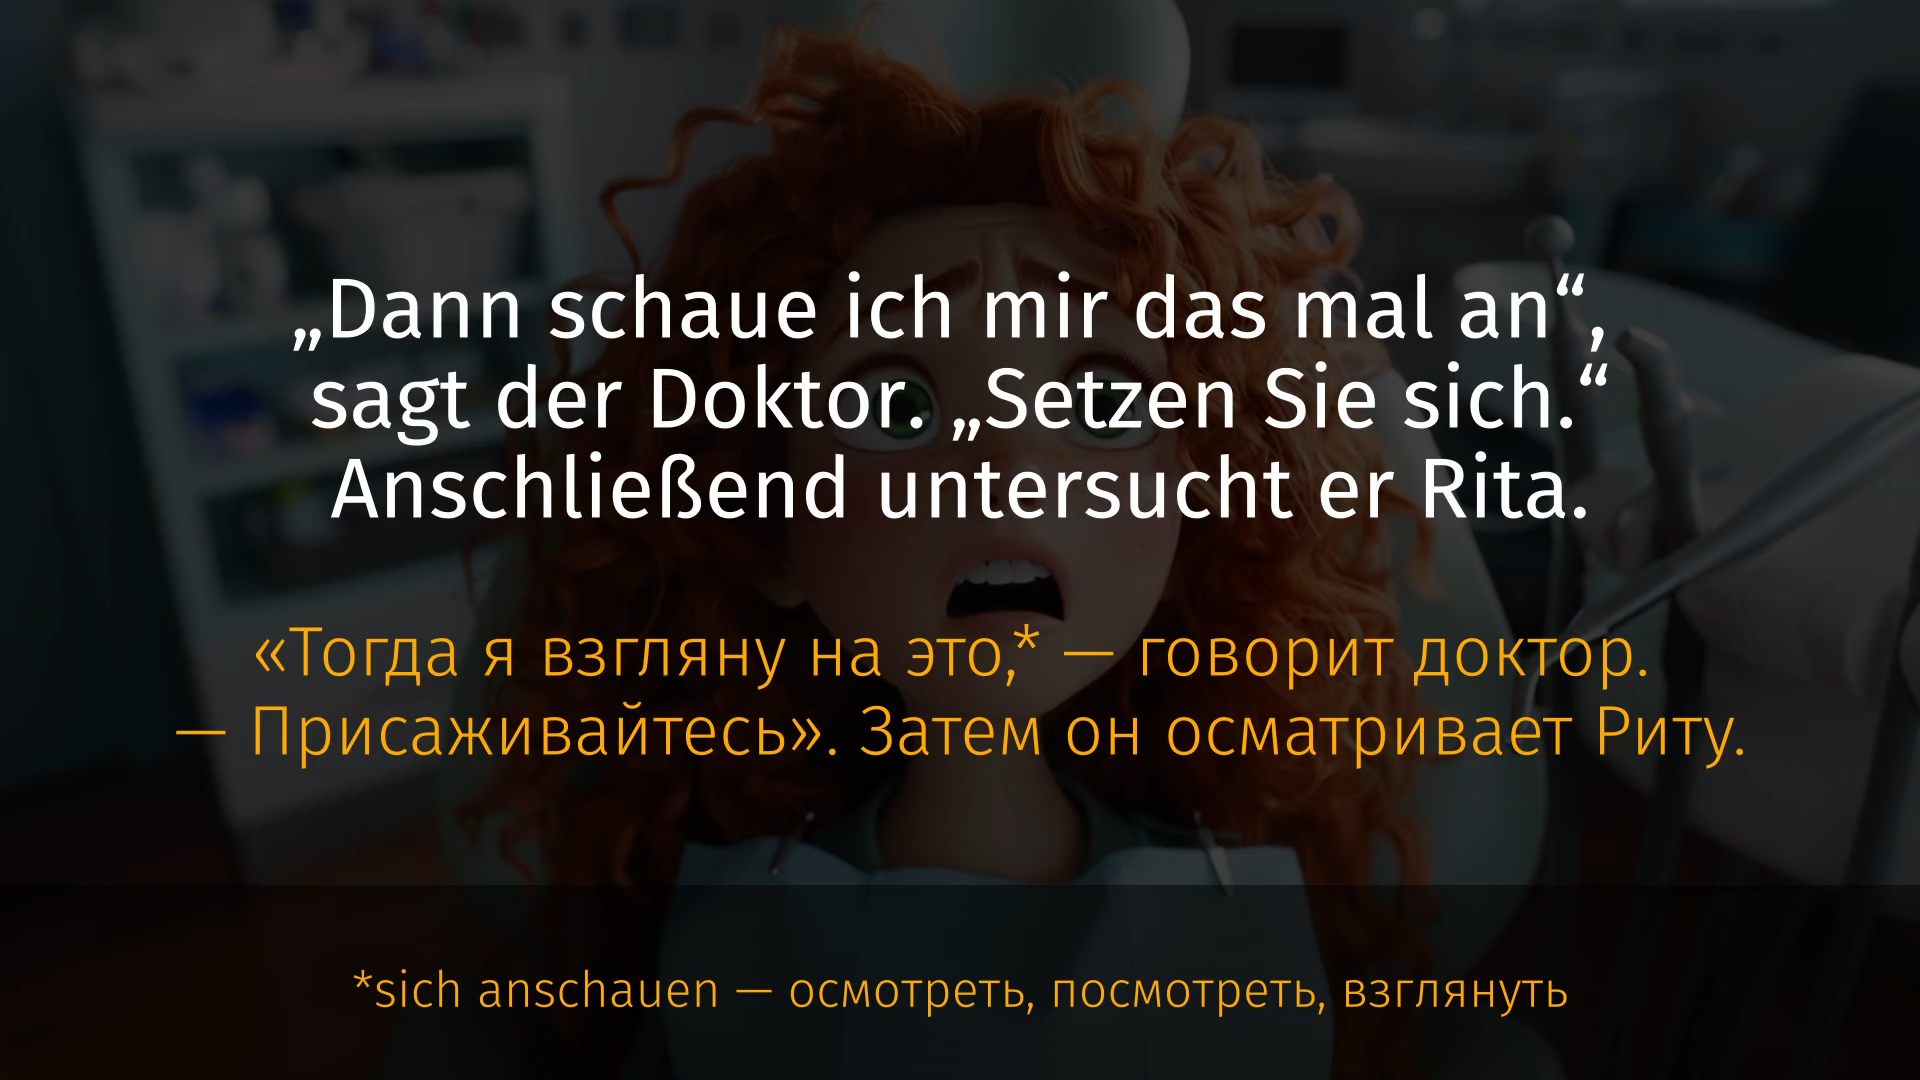 „Dann schaue ich mir das mal an“,
sagt der Doktor. „Setzen Sie sich.“
Anschließend untersucht er Rita.
«Тогда я взгляну на это,* — говорит доктор.
— Присаживайтесь». Затем он осматривает Риту.
*sich anschauen — осмотреть, посмотреть, взглянуть